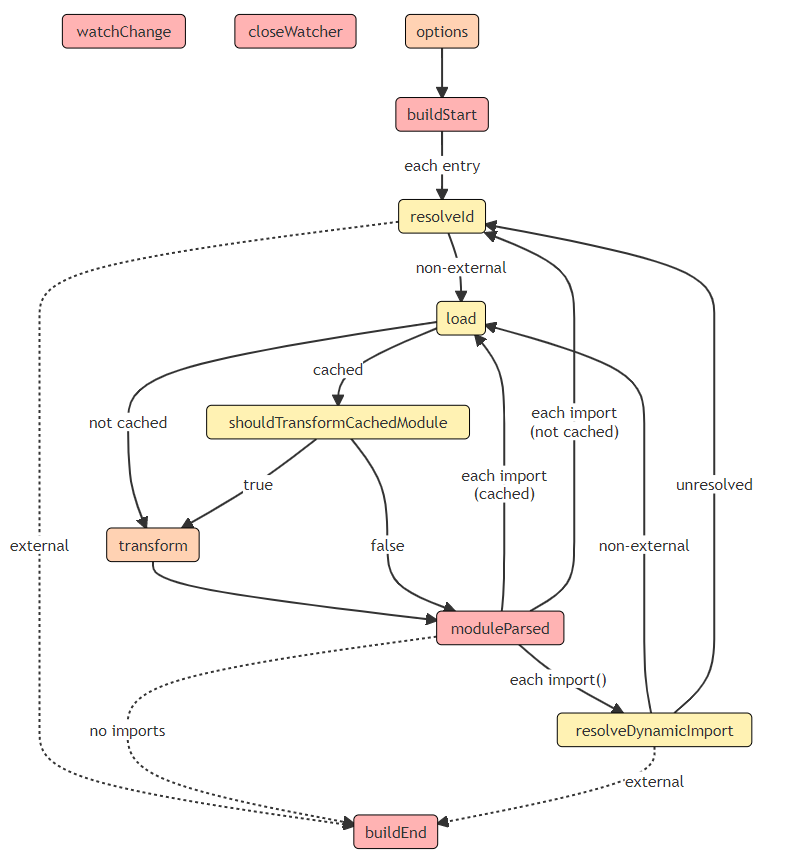 watchChange
closeWatcher
options
buildStart
each entry
resolveId
non-external
load
cached
each import
(not cached)
not cached
shouldTransformCachedModule
each import
(cached)
true
unresolved
external
transform
false
non-external
moduleParsed
each import()
no imports
resolveDynamicImport
external
buildEnd